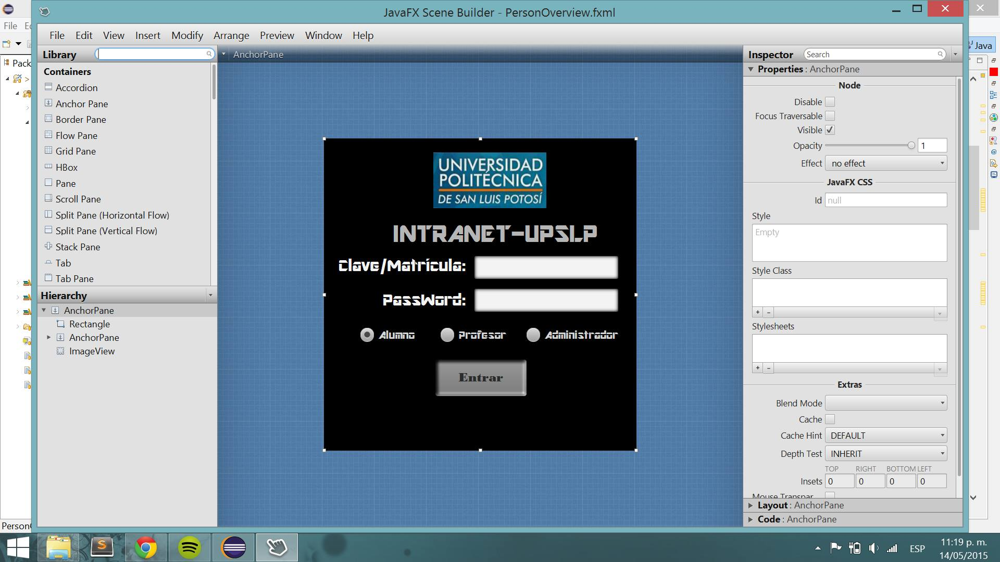 JavaFX Scene Builder - PersonOverview.fxml
File
File Edit View Insert Modify Arrange Preview Window Help
Java
Library
AnchorPane
Inspector Search
Pack
Containers
Accordion
Anchor Pane
Border Pane
Flow Pane
Grid Pane
HBox
Pane
Scroll Pane
Split Pane (Horizontal Flow)
Split Pane (Vertical Flow)
Stack Pane
Tab
Tab Pane
Hierarchy
AnchorPane
Rectangle
AnchorPane
ImageView
UNIVERSIDAD
POLITÉCNICA
DE SAN LUIS POTOSÍ
INTRANET-UPSLP
Clave/Matrícula:
PassWord:
Alumno Profesor Administrador
Entrar
Properties : AnchorPane
Node
Disable
Focus Traversable
Visible
Opacity 1
Effect no effect
JavaFX CSS
Id null
Style
Empty
Style Class
+ -
Stylesheets
+ -
Extras
Blend Mode
Cache
Cache Hint DEFAULT
Depth Test INHERIT
TOP RIGHT BOTTOM LEFT
Insets 0 0 0 0
Mouse Transpar
Layout : AnchorPane
Code : AnchorPane
ESP
11:19 p. m.
14/05/2015